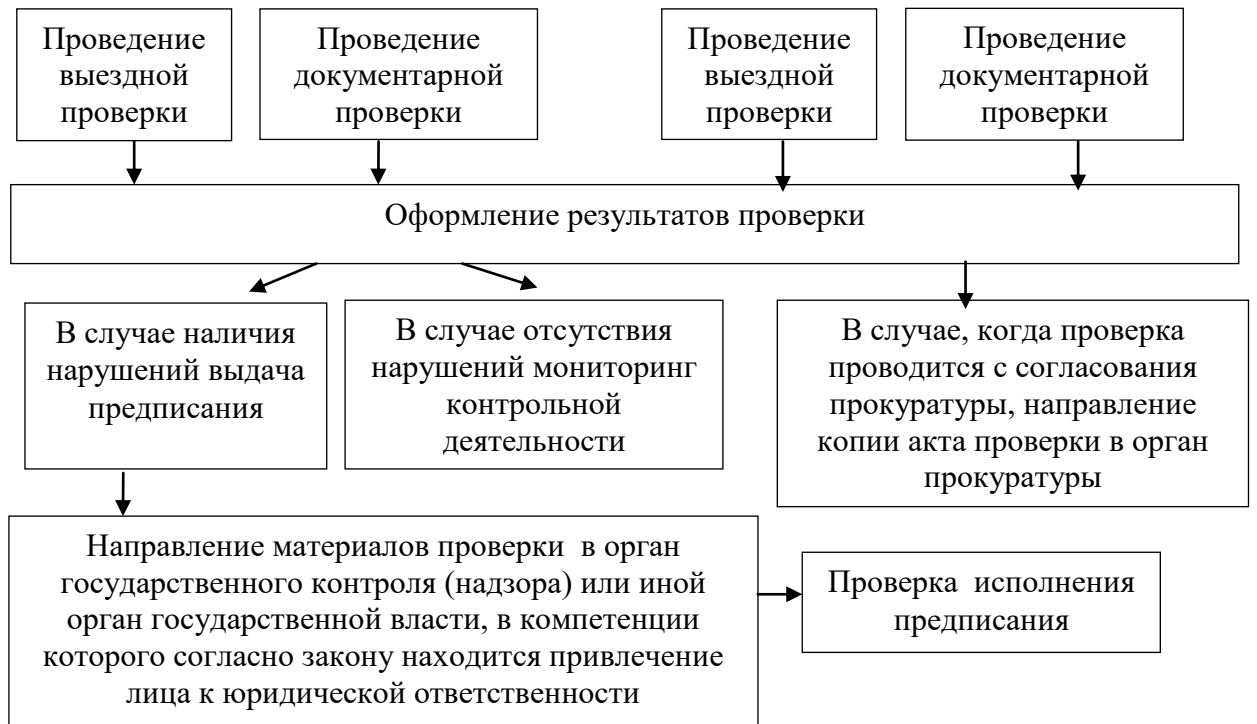 Проведение
выездной
проверки
Проведение
документарной
проверки
Проведение
выездной
проверки
Проведение
документарной
проверки
Оформление результатов проверки
В случае наличия
нарушений выдача
предписания
В случае отсутствия
нарушений мониторинг
контрольной
деятельности
В случае, когда проверка
проводится с согласования
прокуратуры, направление
копии акта проверки в орган
прокуратуры
Направление материалов проверки в орган
государственного контроля (надзора) или иной
орган государственной власти, в компетенции
которого согласно закону находится привлечение
лица к юридической ответственности
Проверка исполнения
предписания